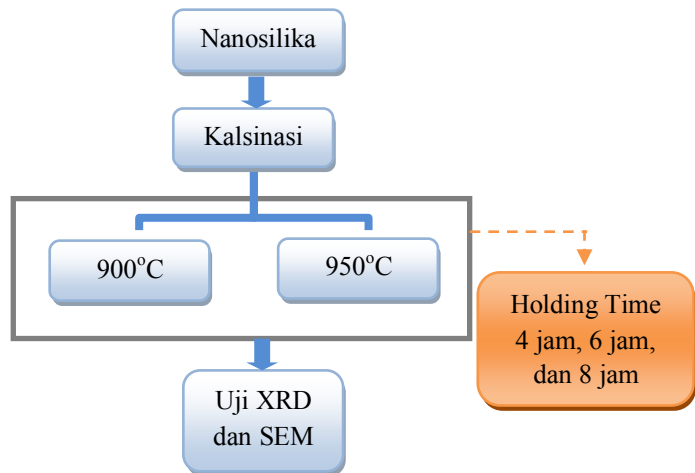 Nanosilika
Kalsinasi
900°C
950°C
Holding Time
4 jam, 6 jam,
dan 8 jam
Uji XRD
dan SEM